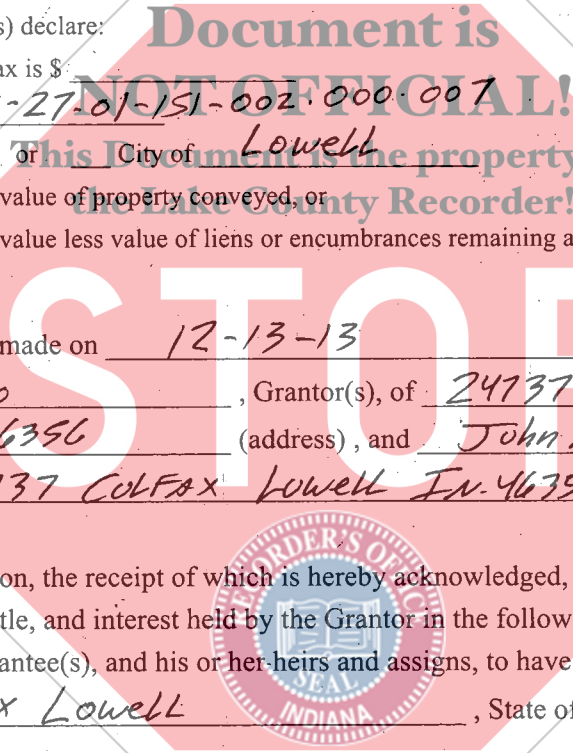 s) declare:
Document is
ax is $
NOT OFFICIAL!
-27-01-151-002.000.007
or City of Lowell
This Document is the property
value of property conveyed, or
the Lake County Recorder!
value less value of liens or encumbrances remaining a
STOP
made on 12-13-13
, Grantor(s), of 24737
6356 (address) , and John
37 COLFAX Lowell IN. 4635
on, the receipt of which is hereby acknowledged,
tle, and interest held by the Grantor in the follow
antee(s), and his or her heirs and assigns, to have
x Lowell , State of
RECORDER'S OFFIC
SEAL
INDIANA